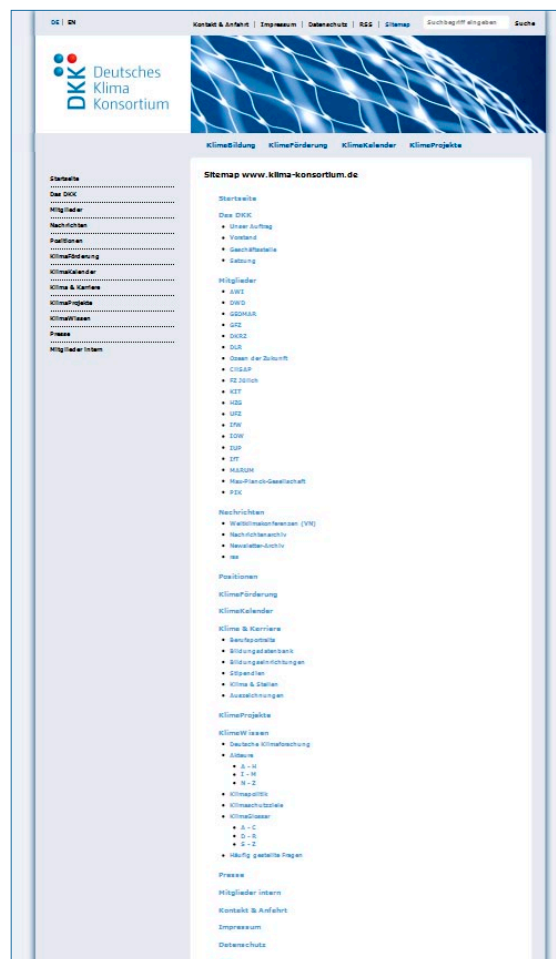 DE | EN
Kontakt & Anfahrt | Impressum | Datenschutz | RSS | Sitemap
Suchbegriff eingeben Suche
DKK Deutsches
Klima
Konsortium
KlimaBildung KlimaFörderung KlimaKalender KlimaProjekte
Startseite
Das DKK
Mitglieder
Nachrichten
Positionen
KlimaFörderung
KlimaKalender
Klima & Karriere
KlimaProjekte
KlimaWissen
Presse
Mitglieder intern
Sitemap www.klima-konsortium.de
Startseite
Das DKK
Unser Auftrag
Vorstand
Geschäftsstelle
Satzung
Mitglieder
AWI
DWD
GEOMAR
GFZ
DKRZ
DLR
Ozean der Zukunft
CliSAP
FZ Jülich
KIT
HZG
UFZ
IfW
IOW
IUP
IfT
MARUM
Max-Planck-Gesellschaft
PIK
Nachrichten
Weltklimakonferenzen (VN)
Nachrichtenarchiv
Newsletter-Archiv
rss
Positionen
KlimaFörderung
KlimaKalender
Klima & Karriere
Berufsportraits
Bildungsdatenbank
Bildungseinrichtungen
Stipendien
Klima & Stellen
Auszeichnungen
KlimaProjekte
KlimaWissen
Deutsche Klimaforschung
Akteure
A - H
I - M
N - Z
Klimapolitik
Klimaschutzziele
KlimaGlossar
A - C
D - R
S - Z
Häufig gestellte Fragen
Presse
Mitglieder intern
Kontakt & Anfahrt
Impressum
Datenschutz